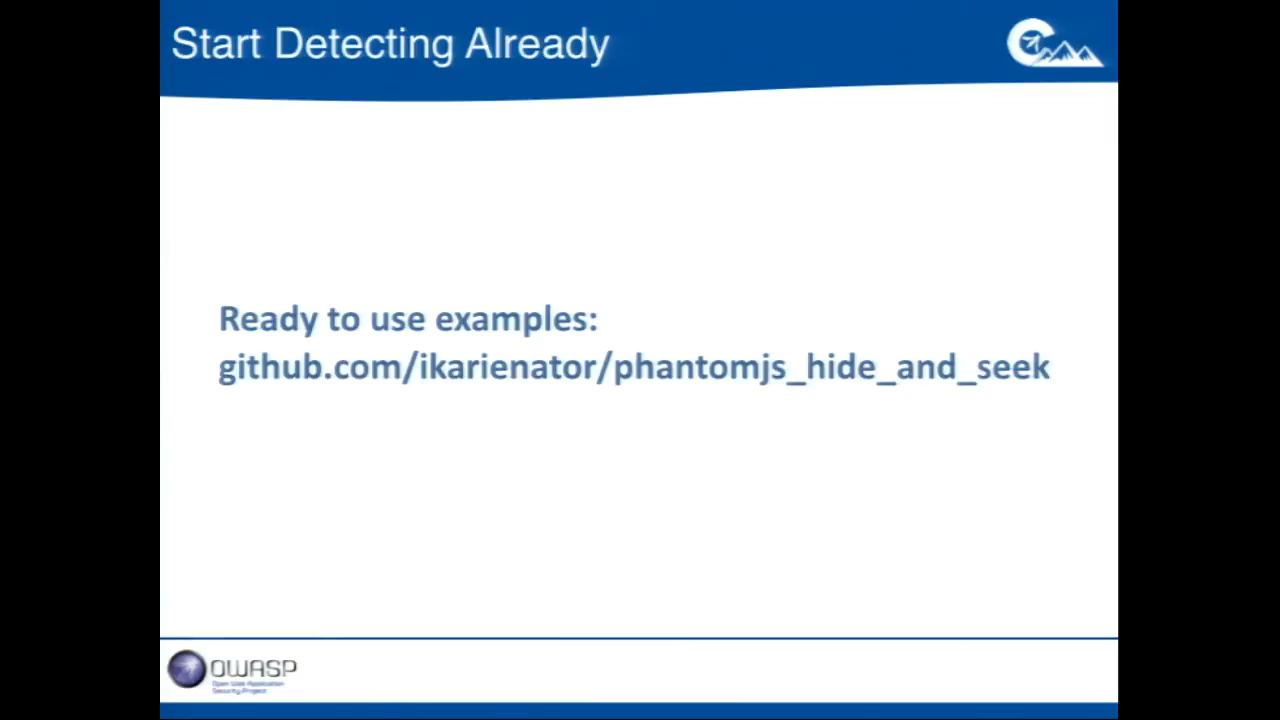 Start Detecting Already
Ready to use examples:
github.com/ikarienator/phantomjs_hide_and_seek
OWASP
Open Web Application
Security Project